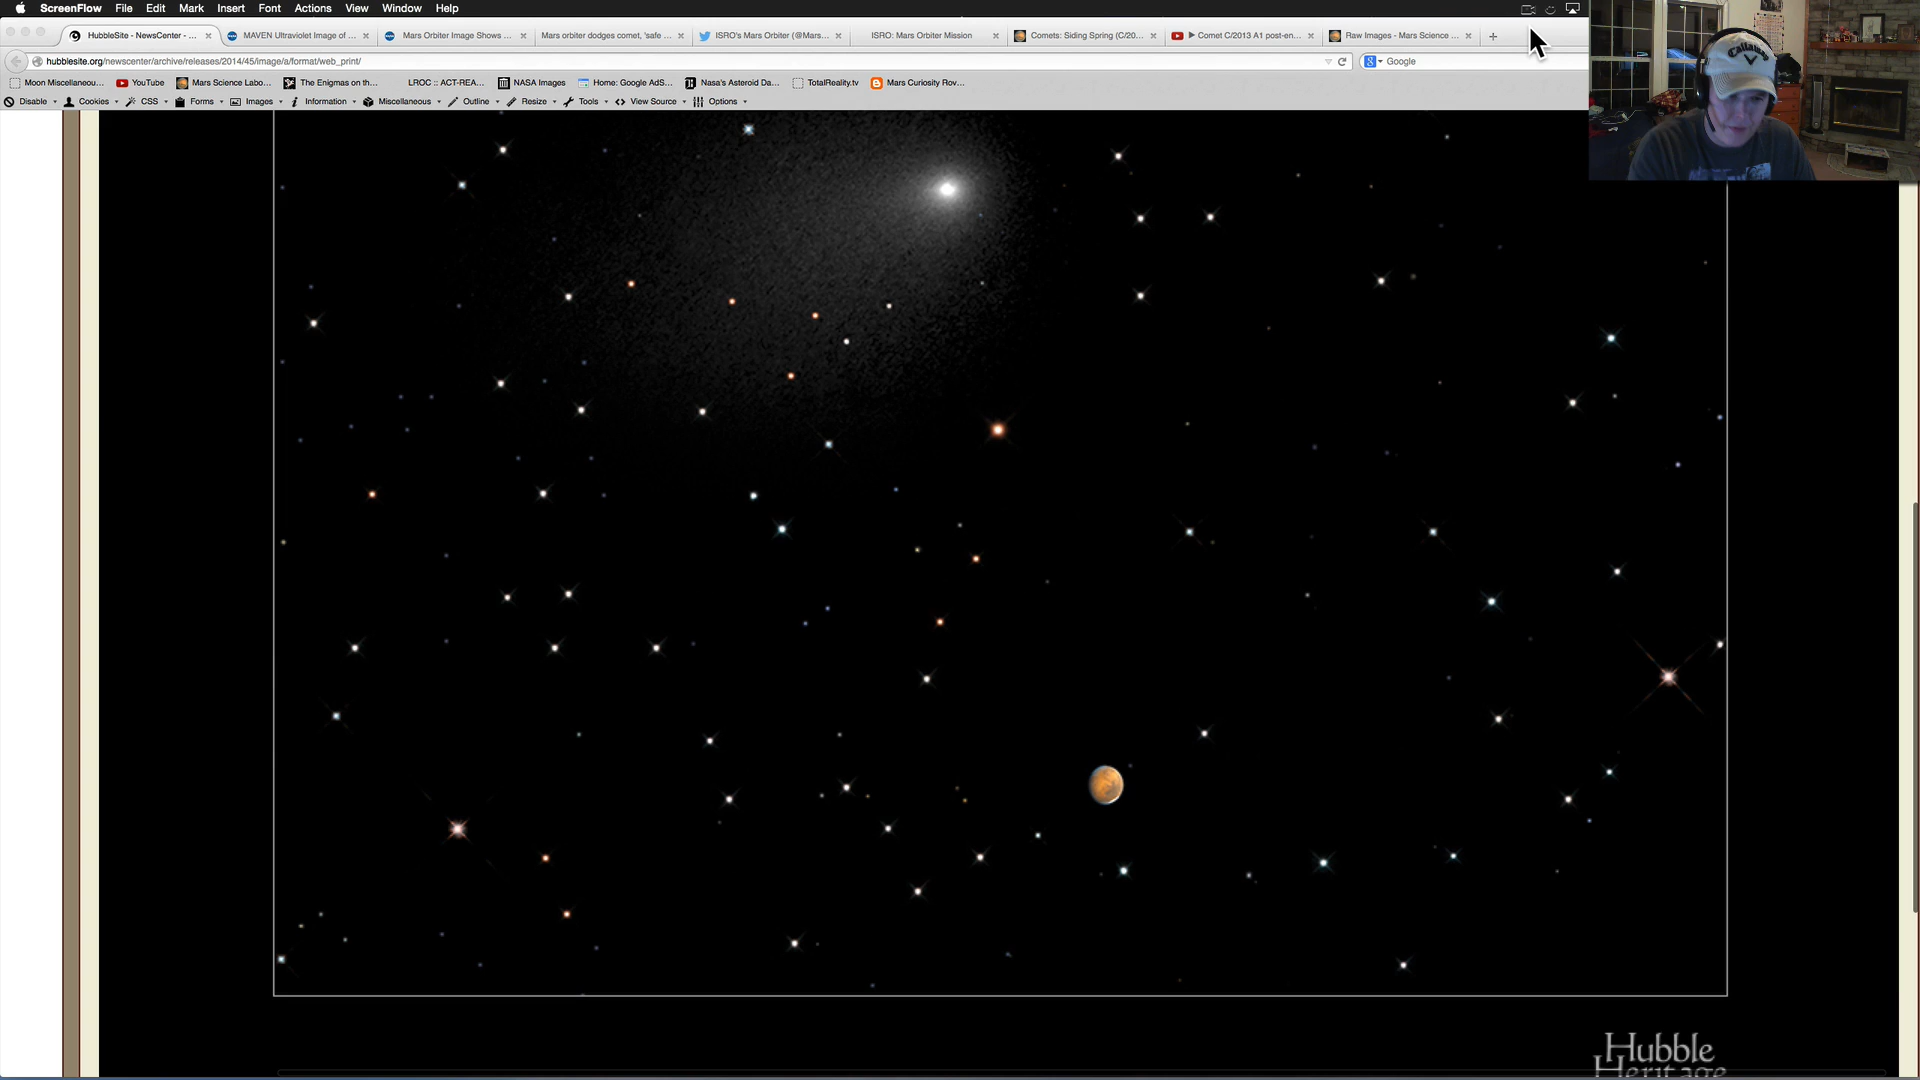 ScreenFlow File Edit Mark Insert Font Actions View Window Help
HubbleSite - NewsCenter - ... MAVEN Ultraviolet Image of ... Mars Orbiter Image Shows ... Mars orbiter dodges comet, 'safe ... ISRO's Mars Orbiter (@Mars... ISRO: Mars Orbiter Mission Comets: Siding Spring (C/20... ▶ Comet C/2013 A1 post-en... Raw Images - Mars Science ...
hubblesite.org/newscenter/archive/releases/2014/45/image/a/format/web_print/ Google
Moon Miscellaneou... YouTube Mars Science Labo... The Enigmas on th... LROC :: ACT-REA... NASA Images Home: Google AdS... Nasa's Asteroid Da... TotalReality.tv Mars Curiosity Rov...
Disable Cookies CSS Forms Images Information Miscellaneous Outline Resize Tools View Source Options
Callaway
Hubble
Heritage